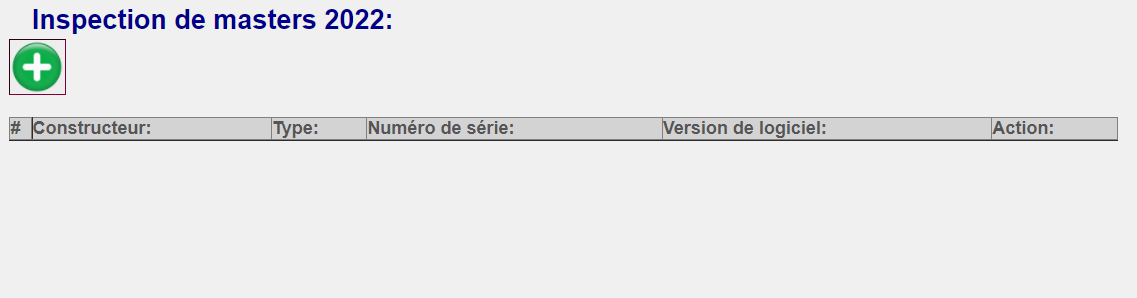 Inspection de masters 2022:
# Constructeur: Type: Numéro de série: Version de logiciel: Action: